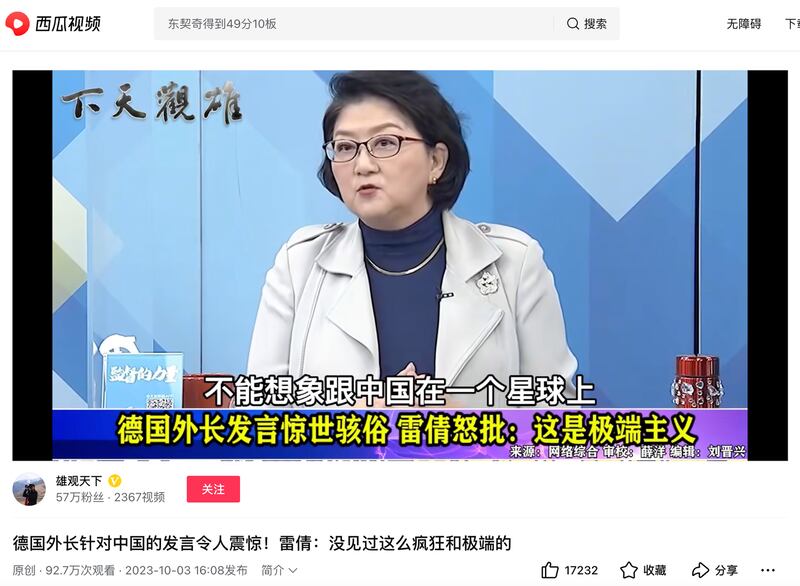 西瓜视频
东契奇得到49分10板
搜索
无障碍
下
下天觀雄
监督的力量
不能想象跟中国在一个星球上
德国外长发言惊世骇俗 雷倩怒批：这是极端主义
来源：网络综合 审校：薛洋 编辑：刘晋兴
雄观天下
57万粉丝 · 2367视频
关注
德国外长针对中国的发言令人震惊！雷倩：没见过这么疯狂和极端的
原创 · 92.7万次观看 · 2023-10-03 16:08发布 简介
17232
收藏
分享